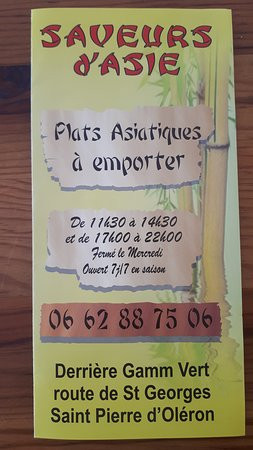 SAVEURS
d'ASIE
Plats Asiatiques
à emporter
De 11h30 à 14h30
et de 17h00 à 22h00
Fermé le Mercredi
Ouvert 7j/7 en saison
06 62 88 75 06
Derrière Gamm Vert
route de St Georges
Saint Pierre d'Oléron